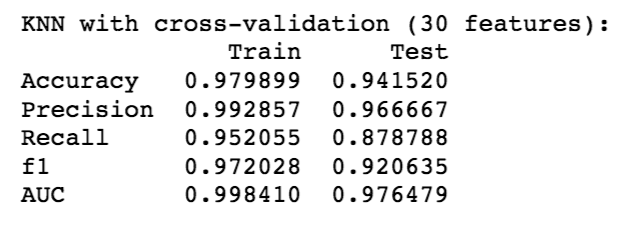 KNN with cross-validation (30 features):
Train Test
Accuracy 0.979899 0.941520
Precision 0.992857 0.966667
Recall 0.952055 0.878788
f1 0.972028 0.920635
AUC 0.998410 0.976479